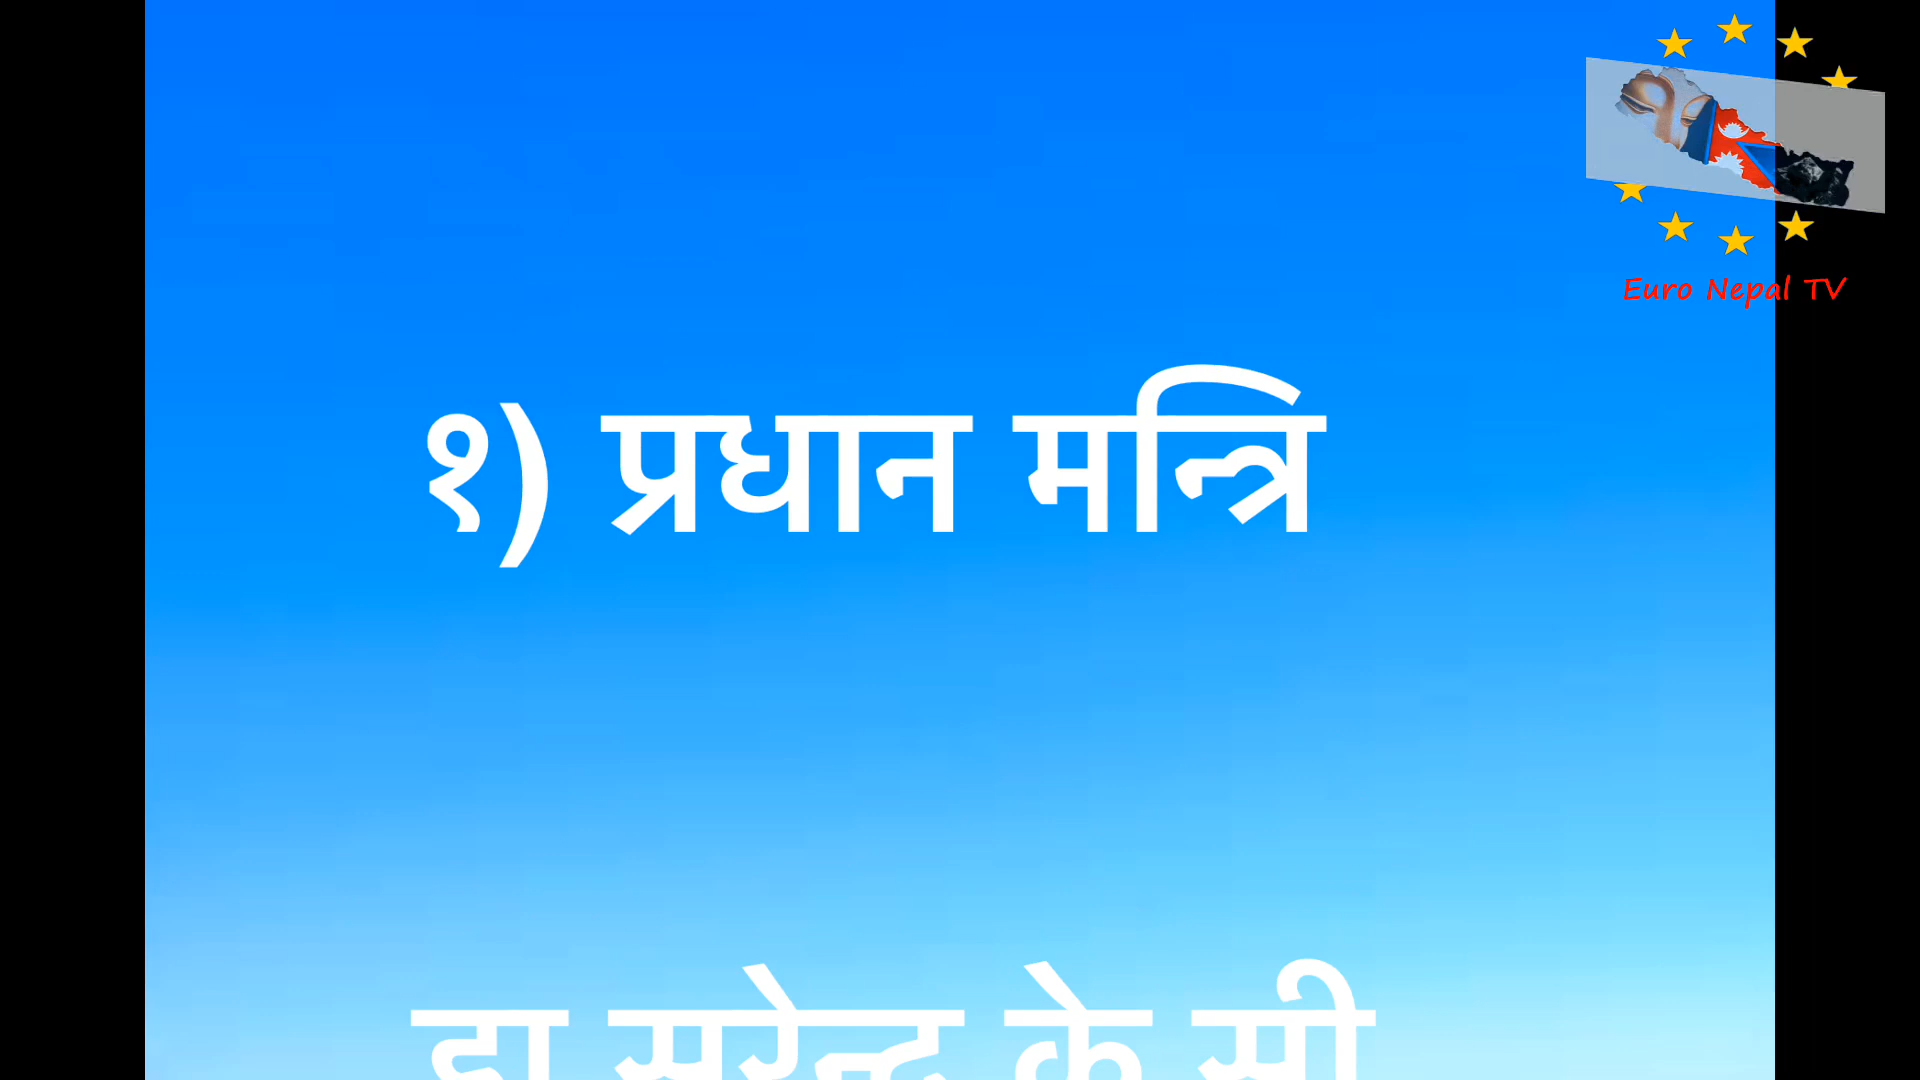 Euro Nepal TV
१) प्रधान मन्त्रि
के सी